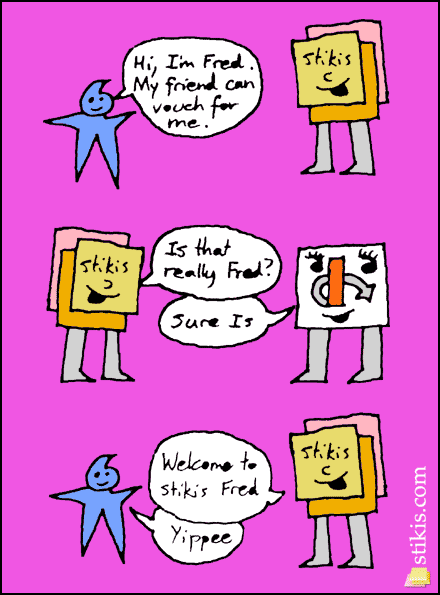 Hi, I'm Fred.
My friend can
vouch for
me.
stikis
stikis
Is that
really Fred?
Sure Is
Welcome to
stikis Fred
Yippee
stikis
stikis.com